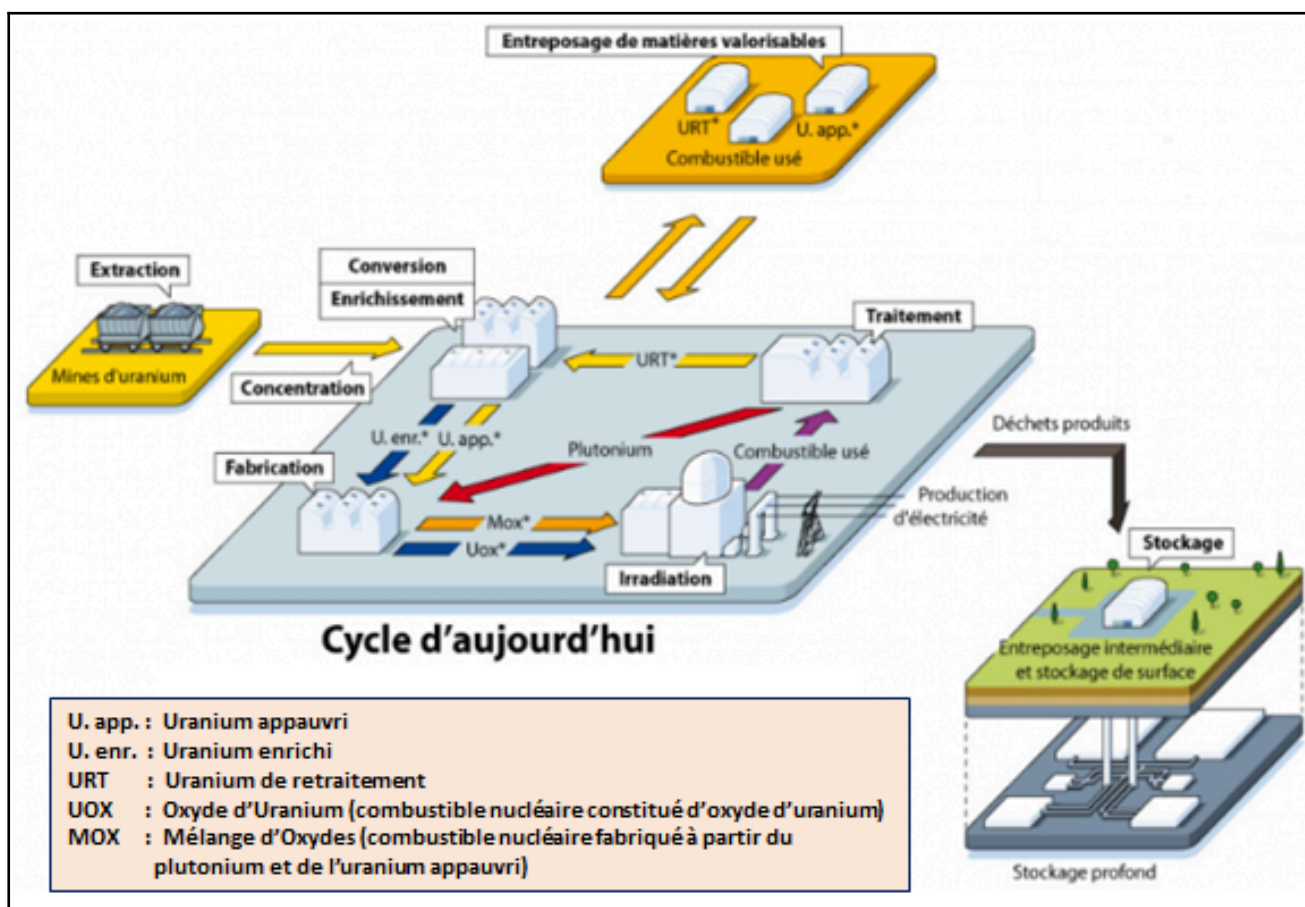 Entreposage de matières valorisables
URT*
U. app.*
Combustible usé
Extraction
Mines d'uranium
Conversion
Enrichissement
Concentration
Traitement
URT*
U. enr.*
U. app.*
Plutonium
Combustible usé
Fabrication
Mox*
Uox*
Irradiation
Production
d'électricité
Déchets produits
Stockage
Entreposage intermédiaire
et stockage de surface
Stockage profond
Cycle d'aujourd'hui
U. app. : Uranium appauvri
U. enr. : Uranium enrichi
URT : Uranium de retraitement
UOX : Oxyde d'Uranium (combustible nucléaire constitué d'oxyde d'uranium)
MOX : Mélange d'Oxydes (combustible nucléaire fabriqué à partir du
plutonium et de l'uranium appauvri)